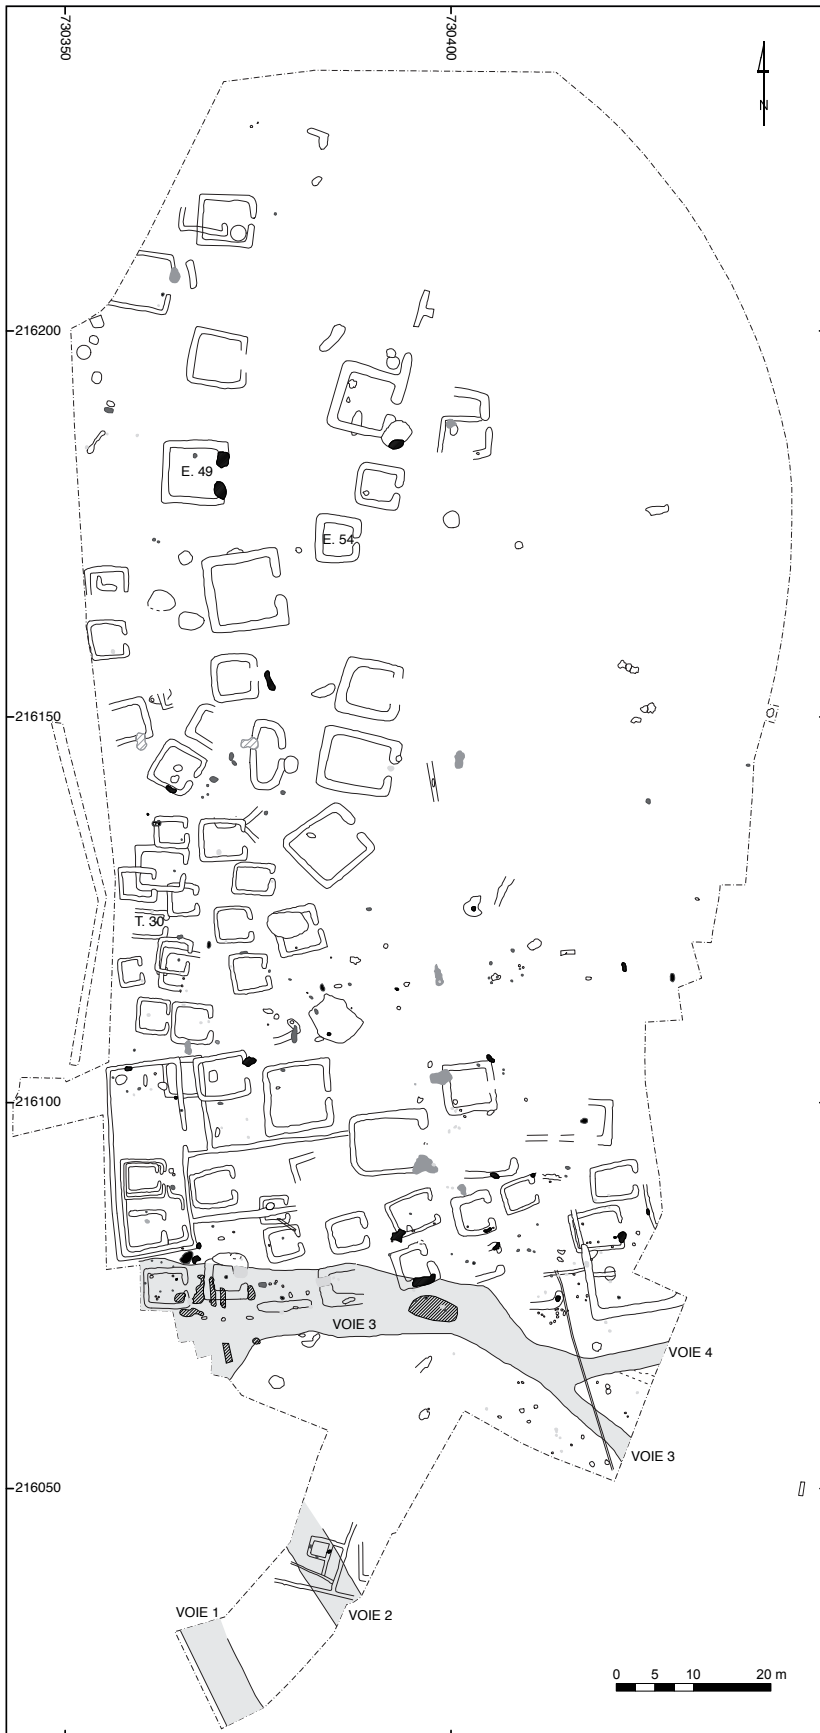 730350
730400
N
216200
E. 49
E. 54
216150
T. 30
216100
VOIE 3
VOIE 4
VOIE 3
216050
VOIE 1
VOIE 2
0 5 10 20 m